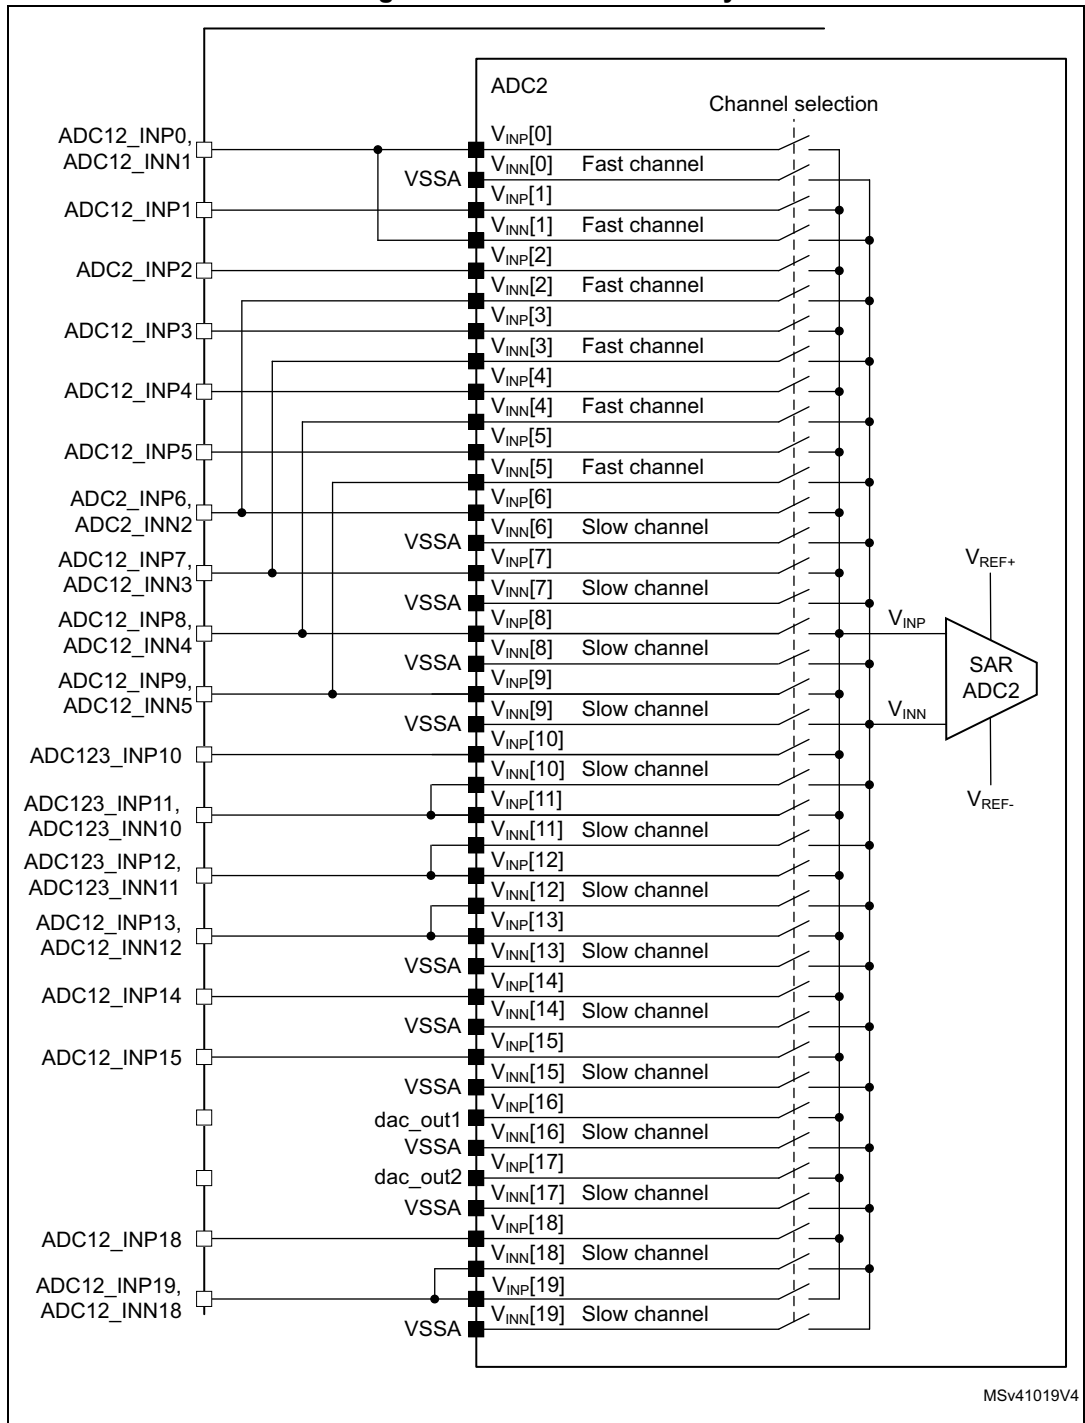 ADC2
Channel selection
ADC12_INP0,
ADC12_INN1
VINP[0]
VINN[0] Fast channel
VSSA
ADC12_INP1
VINP[1]
VINN[1] Fast channel
ADC2_INP2
VINP[2]
VINN[2] Fast channel
ADC12_INP3
VINP[3]
VINN[3] Fast channel
ADC12_INP4
VINP[4]
VINN[4] Fast channel
ADC12_INP5
VINP[5]
VINN[5] Fast channel
ADC2_INP6,
ADC2_INN2
VINP[6]
VINN[6] Slow channel
VSSA
ADC12_INP7,
ADC12_INN3
VINP[7]
VINN[7] Slow channel
VSSA
ADC12_INP8,
ADC12_INN4
VINP[8]
VINN[8] Slow channel
VSSA
ADC12_INP9,
ADC12_INN5
VINP[9]
VINN[9] Slow channel
VSSA
VREF+
VINP
SAR
ADC2
VINN
VREF-
ADC123_INP10
VINP[10]
VINN[10] Slow channel
ADC123_INP11,
ADC123_INN10
VINP[11]
VINN[11] Slow channel
ADC123_INP12,
ADC123_INN11
VINP[12]
VINN[12] Slow channel
ADC12_INP13,
ADC12_INN12
VINP[13]
VINN[13] Slow channel
VSSA
ADC12_INP14
VINP[14]
VINN[14] Slow channel
VSSA
ADC12_INP15
VINP[15]
VINN[15] Slow channel
VSSA
VINP[16]
dac_out1
VINN[16] Slow channel
VSSA
VINP[17]
dac_out2
VINN[17] Slow channel
VSSA
ADC12_INP18
VINP[18]
VINN[18] Slow channel
ADC12_INP19,
ADC12_INN18
VINP[19]
VINN[19] Slow channel
VSSA
MSv41019V4